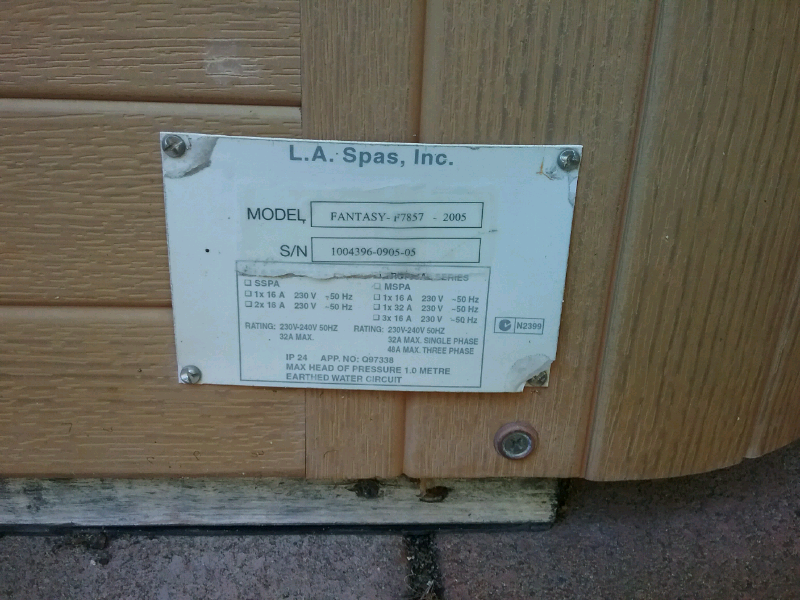 L.A. Spas, Inc.
MODEL FANTASY- F7857 - 2005
S/N 1004396-0905-05
SERIES
☐ SSPA ☐ MSPA
☐ 1x 16 A 230 V ~50 Hz ☐ 1x 16 A 230 V ~50 Hz
☐ 2x 16 A 230 V ~50 Hz ☐ 1x 32 A 230 V ~50 Hz
☐ 3x 16 A 230 V ~50 Hz
RATING: 230V-240V 50HZ RATING: 230V-240V 50HZ
32A MAX. 32A MAX. SINGLE PHASE
48A MAX. THREE PHASE
N2399
IP 24 APP. NO: Q97338
MAX HEAD OF PRESSURE 1.0 METRE
EARTHED WATER CIRCUIT